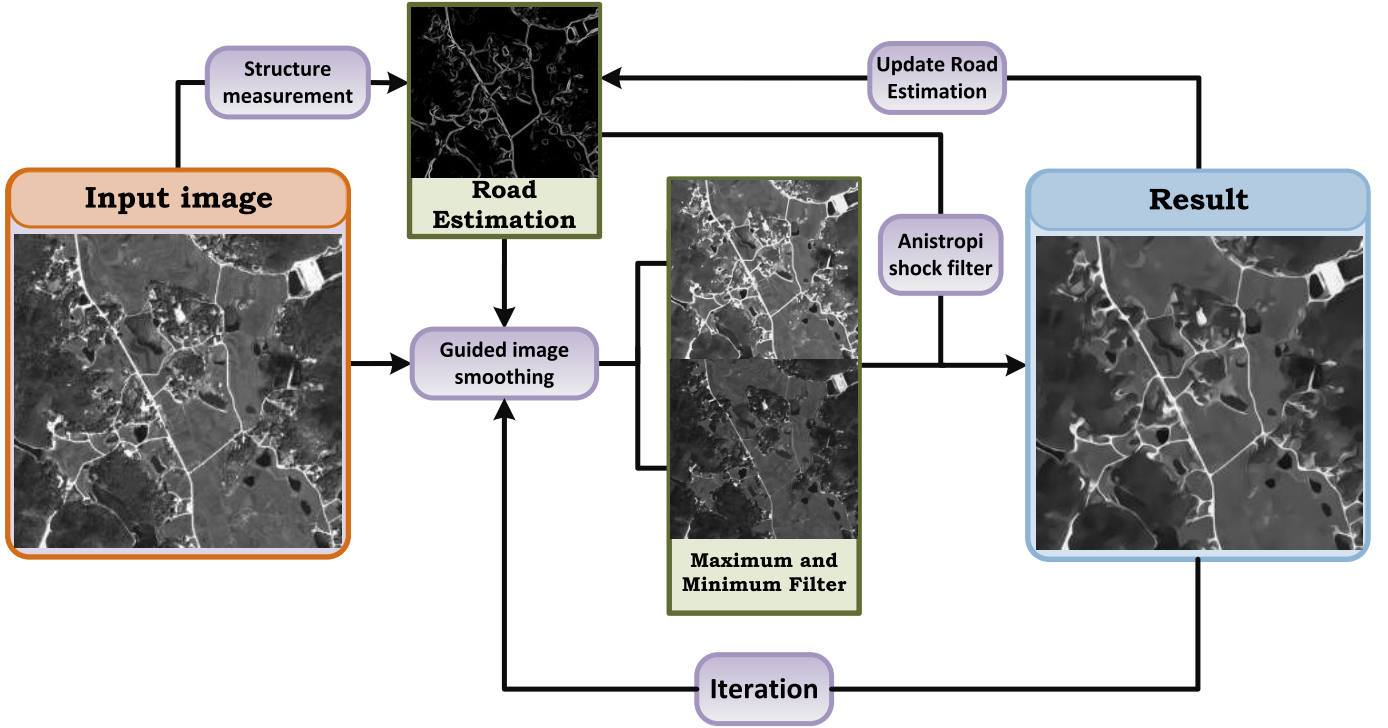 Structure
measurement
Update Road
Estimation
Input image
Road
Estimation
Result
Anistropi
shock filter
Guided image
smoothing
Maximum and
Minimum Filter
Iteration